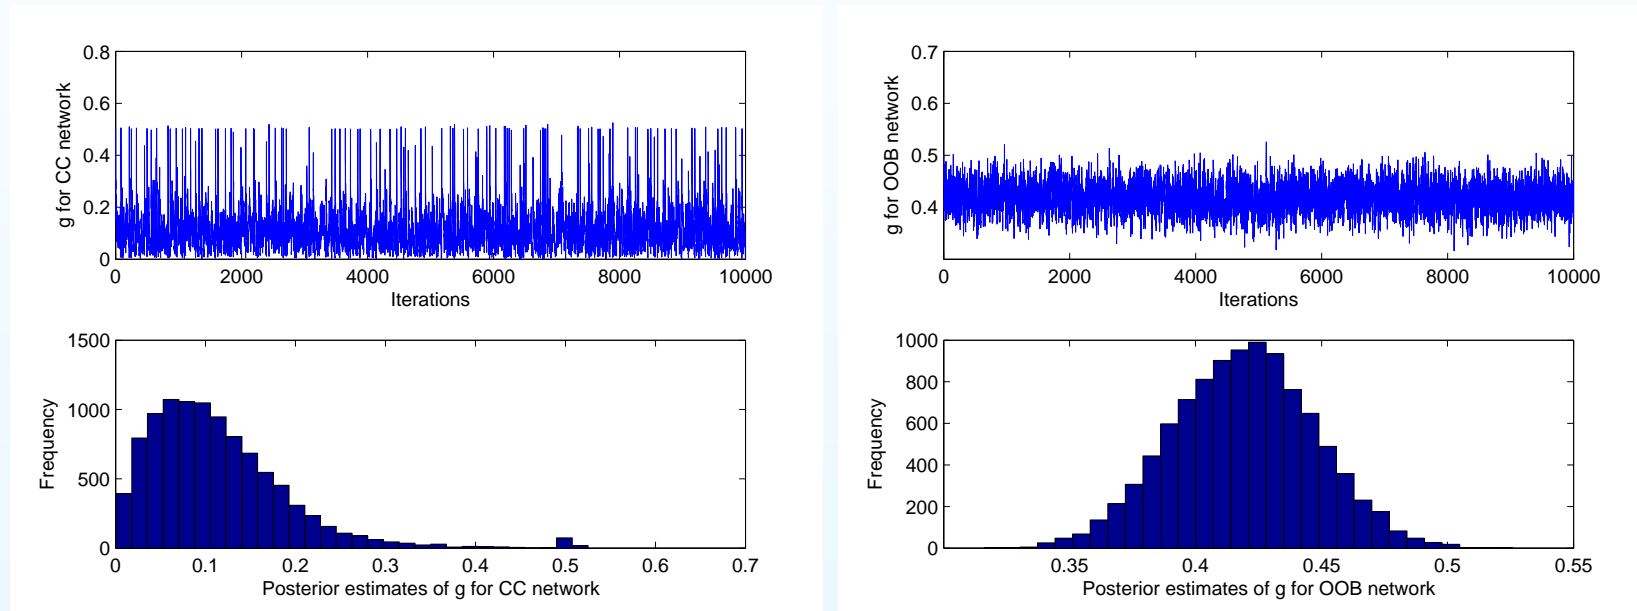 0.8
0.6
0.4
0.2
0
g for CC network
0 2000 4000 6000 8000 10000
Iterations
0.7
0.6
0.5
0.4
g for OOB network
0 2000 4000 6000 8000 10000
Iterations
1500
1000
500
0
Frequency
0 0.1 0.2 0.3 0.4 0.5 0.6 0.7
Posterior estimates of g for CC network
1000
800
600
400
200
0
Frequency
0.35 0.4 0.45 0.5 0.55
Posterior estimates of g for OOB network